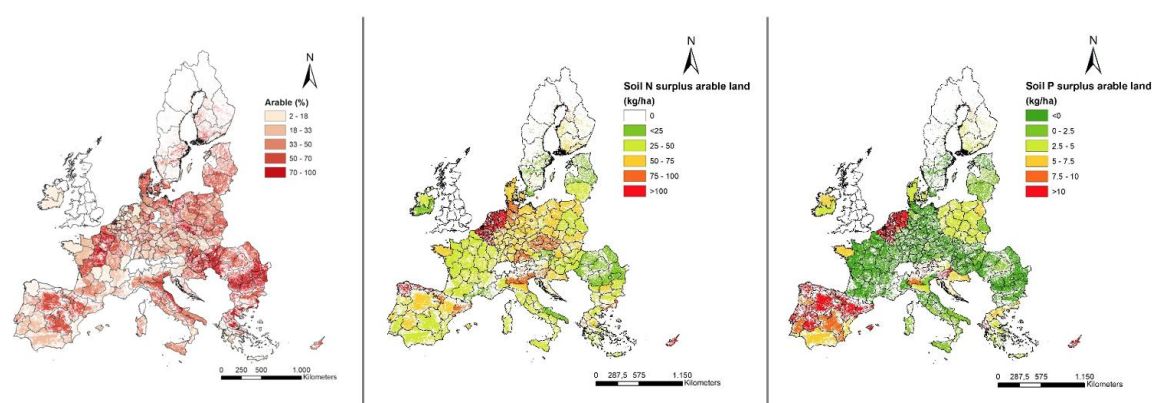 N
Arable (%)
2 - 18
18 - 33
33 - 50
50 - 70
70 - 100
0 250 500 1.000
Kilometers
N
Soil N surplus arable land
(kg/ha)
0
<25
25 - 50
50 - 75
75 - 100
>100
0 287,5 575 1.150
Kilometers
N
Soil P surplus arable land
(kg/ha)
<0
0 - 2.5
2.5 - 5
5 - 7.5
7.5 - 10
>10
0 287,5 575 1.150
Kilometers